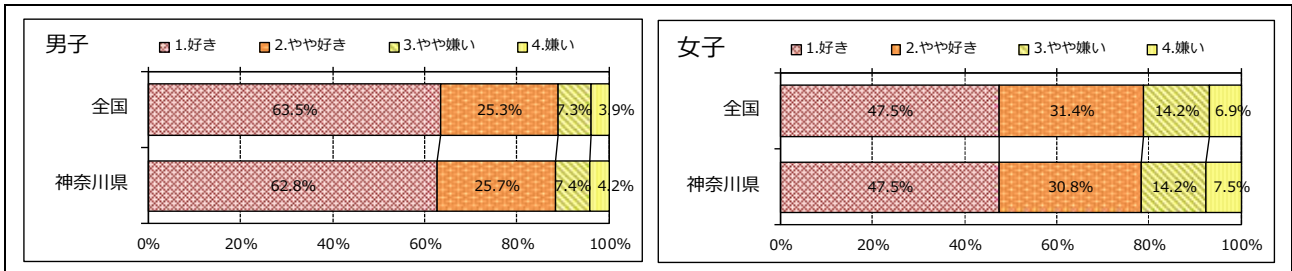 男子
1.好き 2.やや好き 3.やや嫌い 4.嫌い
全国
63.5% 25.3% 7.3% 3.9%
神奈川県
62.8% 25.7% 7.4% 4.2%
0% 20% 40% 60% 80% 100%
女子
1.好き 2.やや好き 3.やや嫌い 4.嫌い
全国
47.5% 31.4% 14.2% 6.9%
神奈川県
47.5% 30.8% 14.2% 7.5%
0% 20% 40% 60% 80% 100%